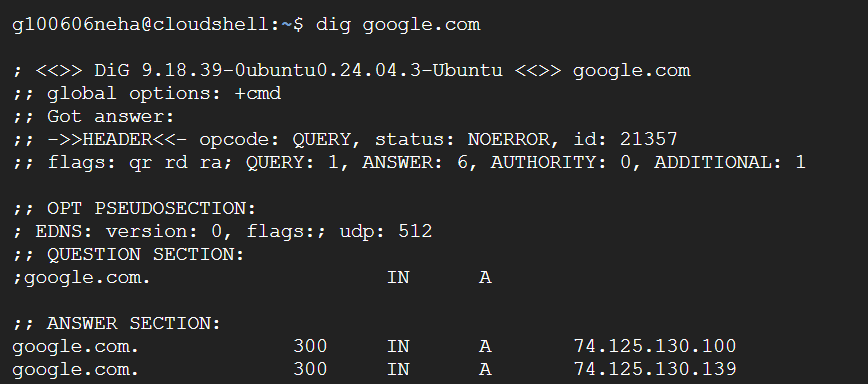 g100606neha@cloudshell:~$ dig google.com
; <<>> DiG 9.18.39-0ubuntu0.24.04.3-Ubuntu <<>> google.com
;; global options: +cmd
;; Got answer:
;; ->>HEADER<<- opcode: QUERY, status: NOERROR, id: 21357
;; flags: qr rd ra; QUERY: 1, ANSWER: 6, AUTHORITY: 0, ADDITIONAL: 1
;; OPT PSEUDOSECTION:
; EDNS: version: 0, flags:; udp: 512
;; QUESTION SECTION:
;google.com. IN A
;; ANSWER SECTION:
google.com. 300 IN A 74.125.130.100
google.com. 300 IN A 74.125.130.139